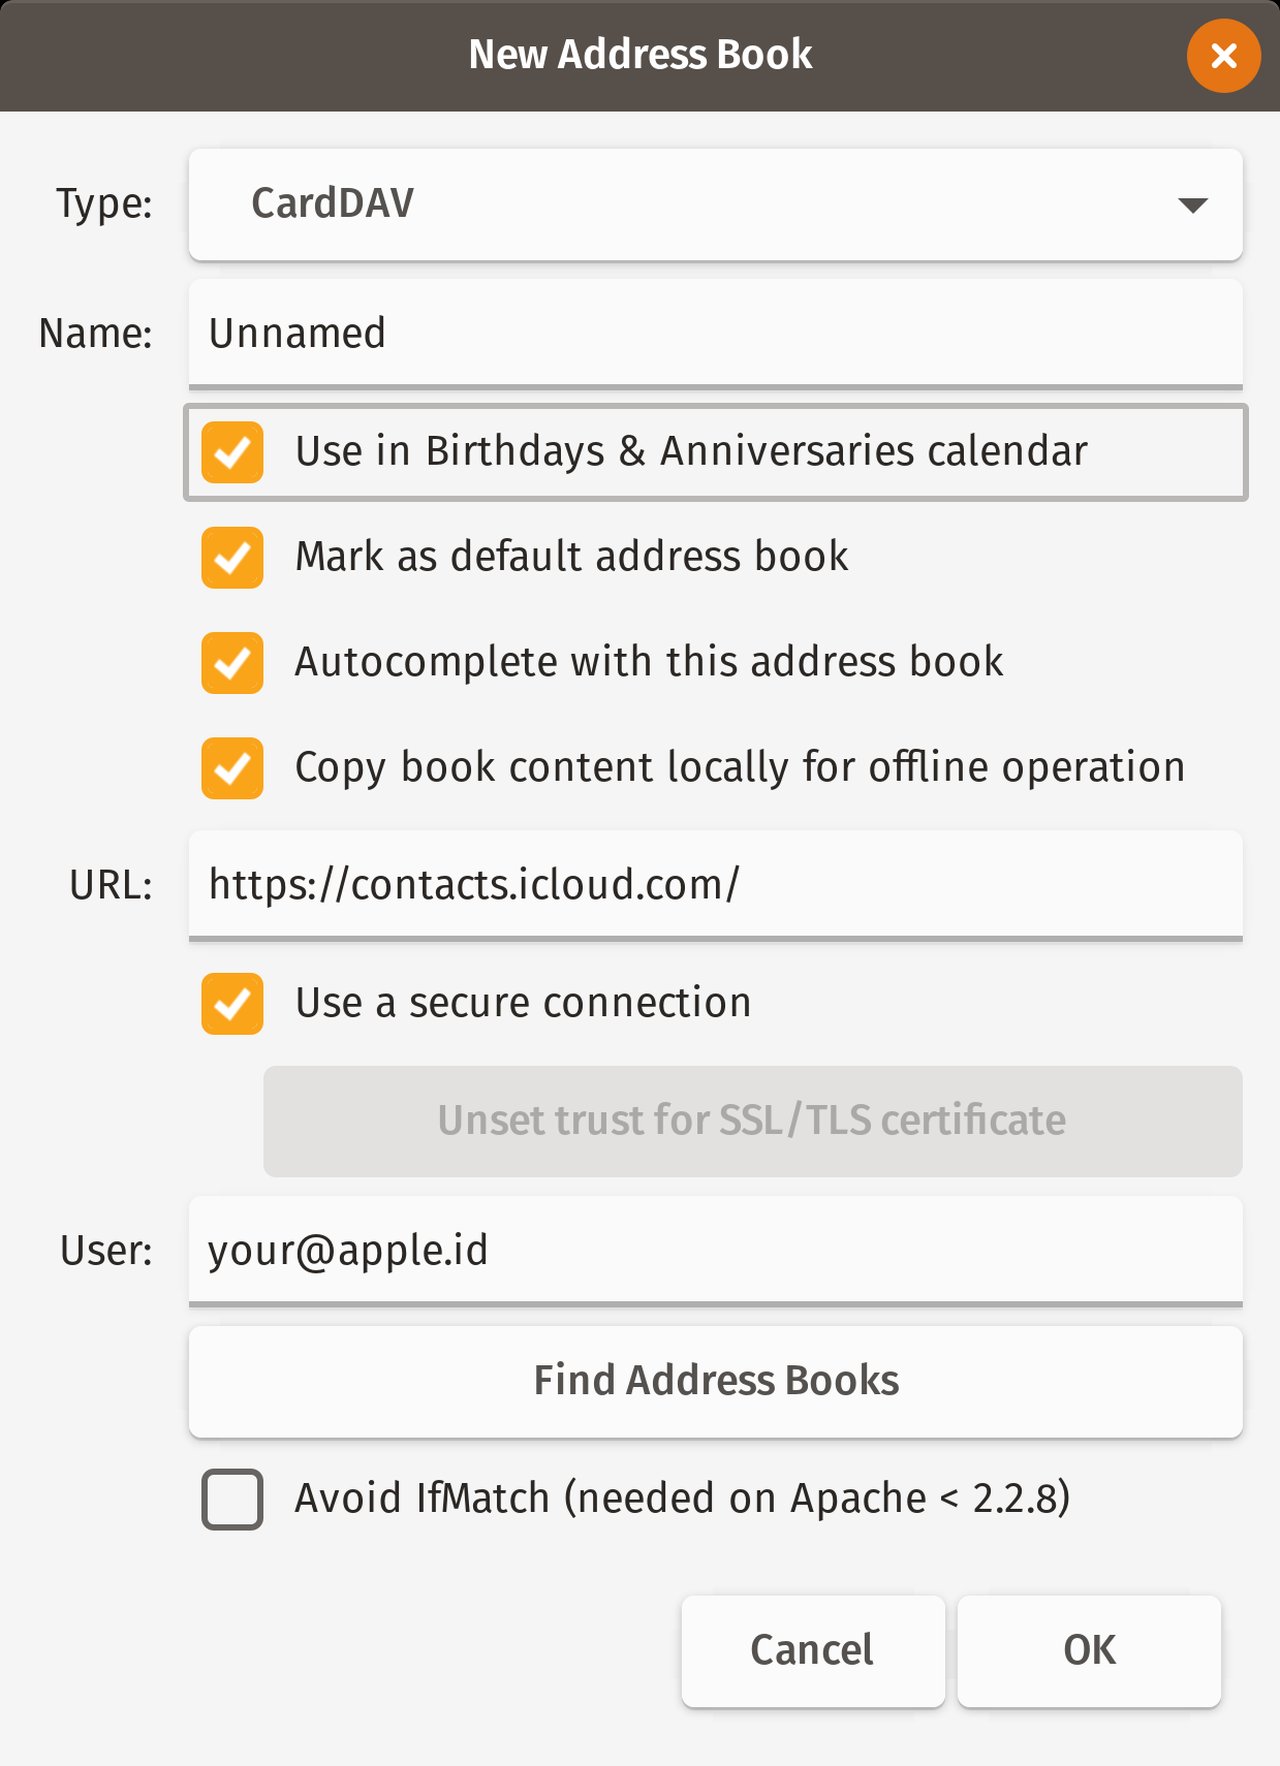 New Address Book
Type: CardDAV
Name: Unnamed
Use in Birthdays & Anniversaries calendar
Mark as default address book
Autocomplete with this address book
Copy book content locally for offline operation
URL: https://contacts.icloud.com/
Use a secure connection
Unset trust for SSL/TLS certificate
User: your@apple.id
Find Address Books
Avoid IfMatch (needed on Apache < 2.2.8)
Cancel OK